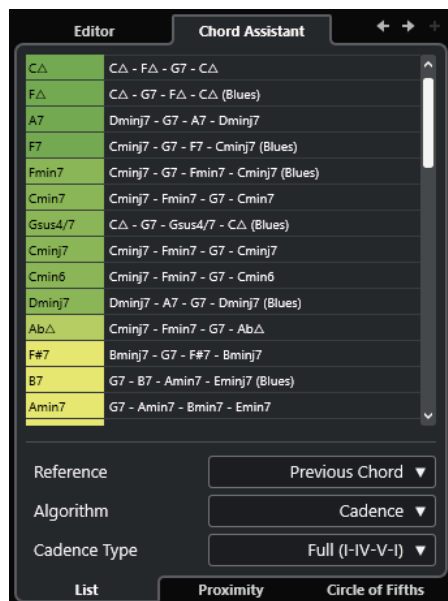 Editor Chord Assistant
C△ C△ - F△ - G7 - C△
F△ C△ - G7 - F△ - C△ (Blues)
A7 Dminj7 - G7 - A7 - Dminj7
F7 Cminj7 - G7 - F7 - Cminj7 (Blues)
Fmin7 Cminj7 - G7 - Fmin7 - Cminj7 (Blues)
Cmin7 Cminj7 - Fmin7 - G7 - Cmin7
Gsus4/7 C△ - G7 - Gsus4/7 - C△ (Blues)
Cminj7 Cminj7 - Fmin7 - G7 - Cminj7
Cmin6 Cminj7 - Fmin7 - G7 - Cmin6
Dminj7 Dminj7 - A7 - G7 - Dminj7 (Blues)
Ab△ Cminj7 - Fmin7 - G7 - Ab△
F#7 Bminj7 - G7 - F#7 - Bminj7
B7 G7 - B7 - Amin7 - Eminj7 (Blues)
Amin7 G7 - Amin7 - Bmin7 - Emin7
Reference Previous Chord
Algorithm Cadence
Cadence Type Full (I-IV-V-I)
List Proximity Circle of Fifths